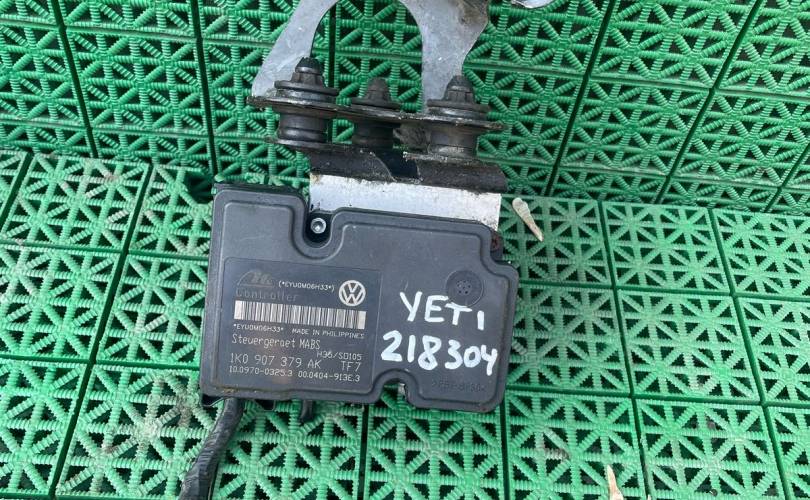 (*EYU0M06H33*)
Controller
*EYU0M06H33* MADE IN PHILIPPINES
Steuergeraet MABS H36/SD105
1K0 907 379 AK TF7
10.0970-0325.3 00.0404-913E.3
YETI
218304